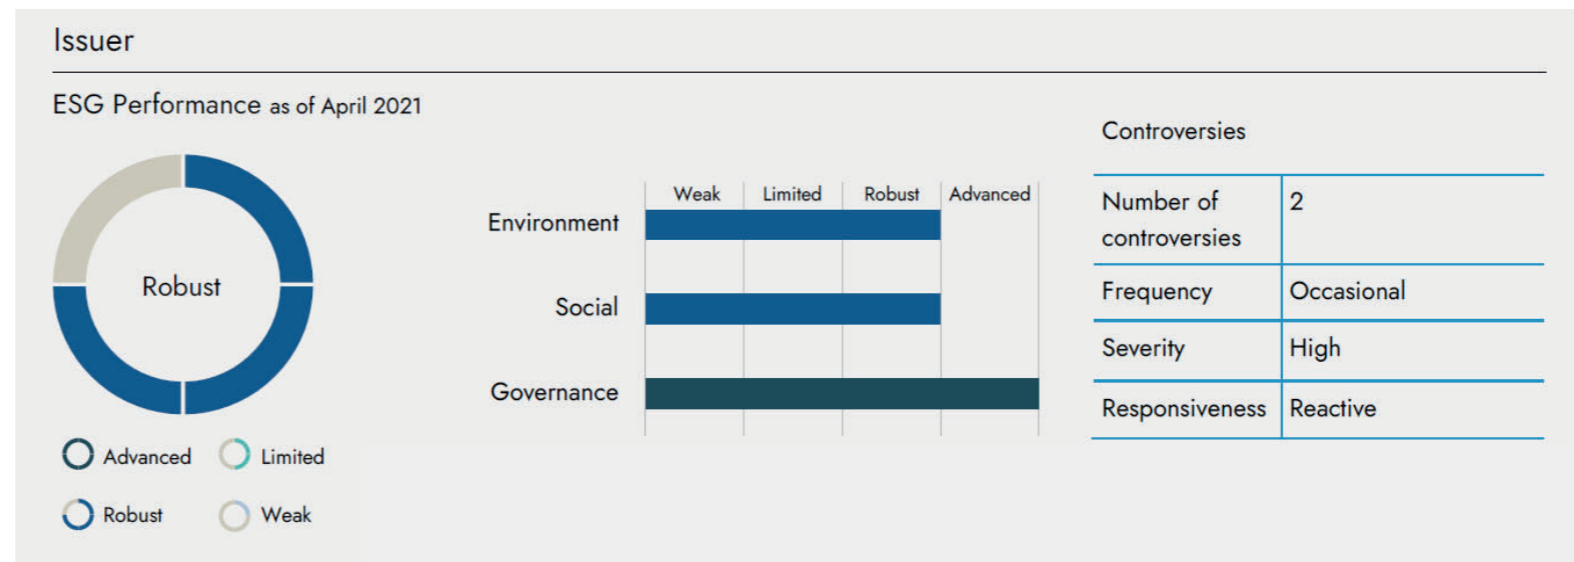 Issuer
ESG Performance as of April 2021
Robust
Advanced
Limited
Robust
Weak
Weak Limited Robust Advanced
Environment
Social
Governance
Controversies
Number of
controversies
2
Frequency
Occasional
Severity
High
Responsiveness
Reactive